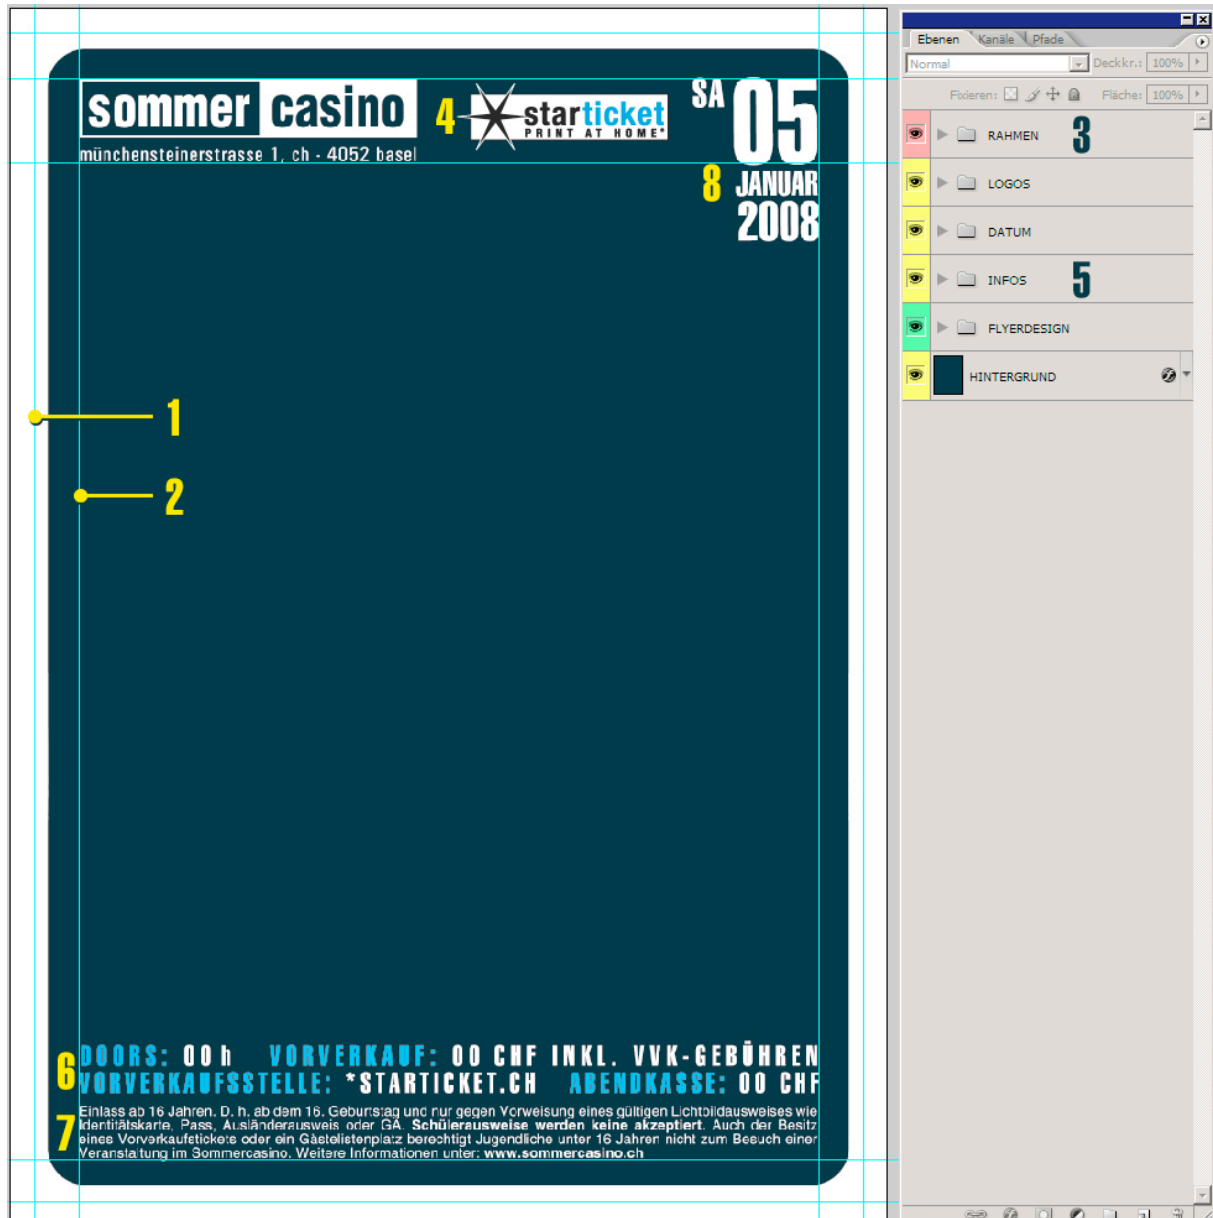 sommer casino
münchensteinerstrasse 1, ch - 4052 basel
4
starticket
PRINT AT HOME*
SA 05
8 JANUAR
2008
1
2
6
DOORS: 00 h VORVERKAUF: 00 CHF INKL. VVK-GEBÜHREN
VORVERKAUFSSTELLE: *STARTICKET.CH ABENDKASSE: 00 CHF
7
Einlass ab 16 Jahren. D. h. ab dem 16. Geburtstag und nur gegen Vorweisung eines gültigen Lichtbildausweises wie
Identitätskarte, Pass, Ausländerausweis oder GA. Schülerausweise werden keine akzeptiert. Auch der Besitz
eines Vorverkaufstickets oder ein Gästelistenplatz berechtigt Jugendliche unter 16 Jahren nicht zum Besuch einer
Veranstaltung im Sommercasino. Weitere Informationen unter: www.sommercasino.ch
Ebenen Kanäle Pfade
Normal Deckkr.: 100%
Fixieren: Fläche: 100%
RAHMEN 3
LOGOS
DATUM
INFOS 5
FLYERDESIGN
HINTERGRUND